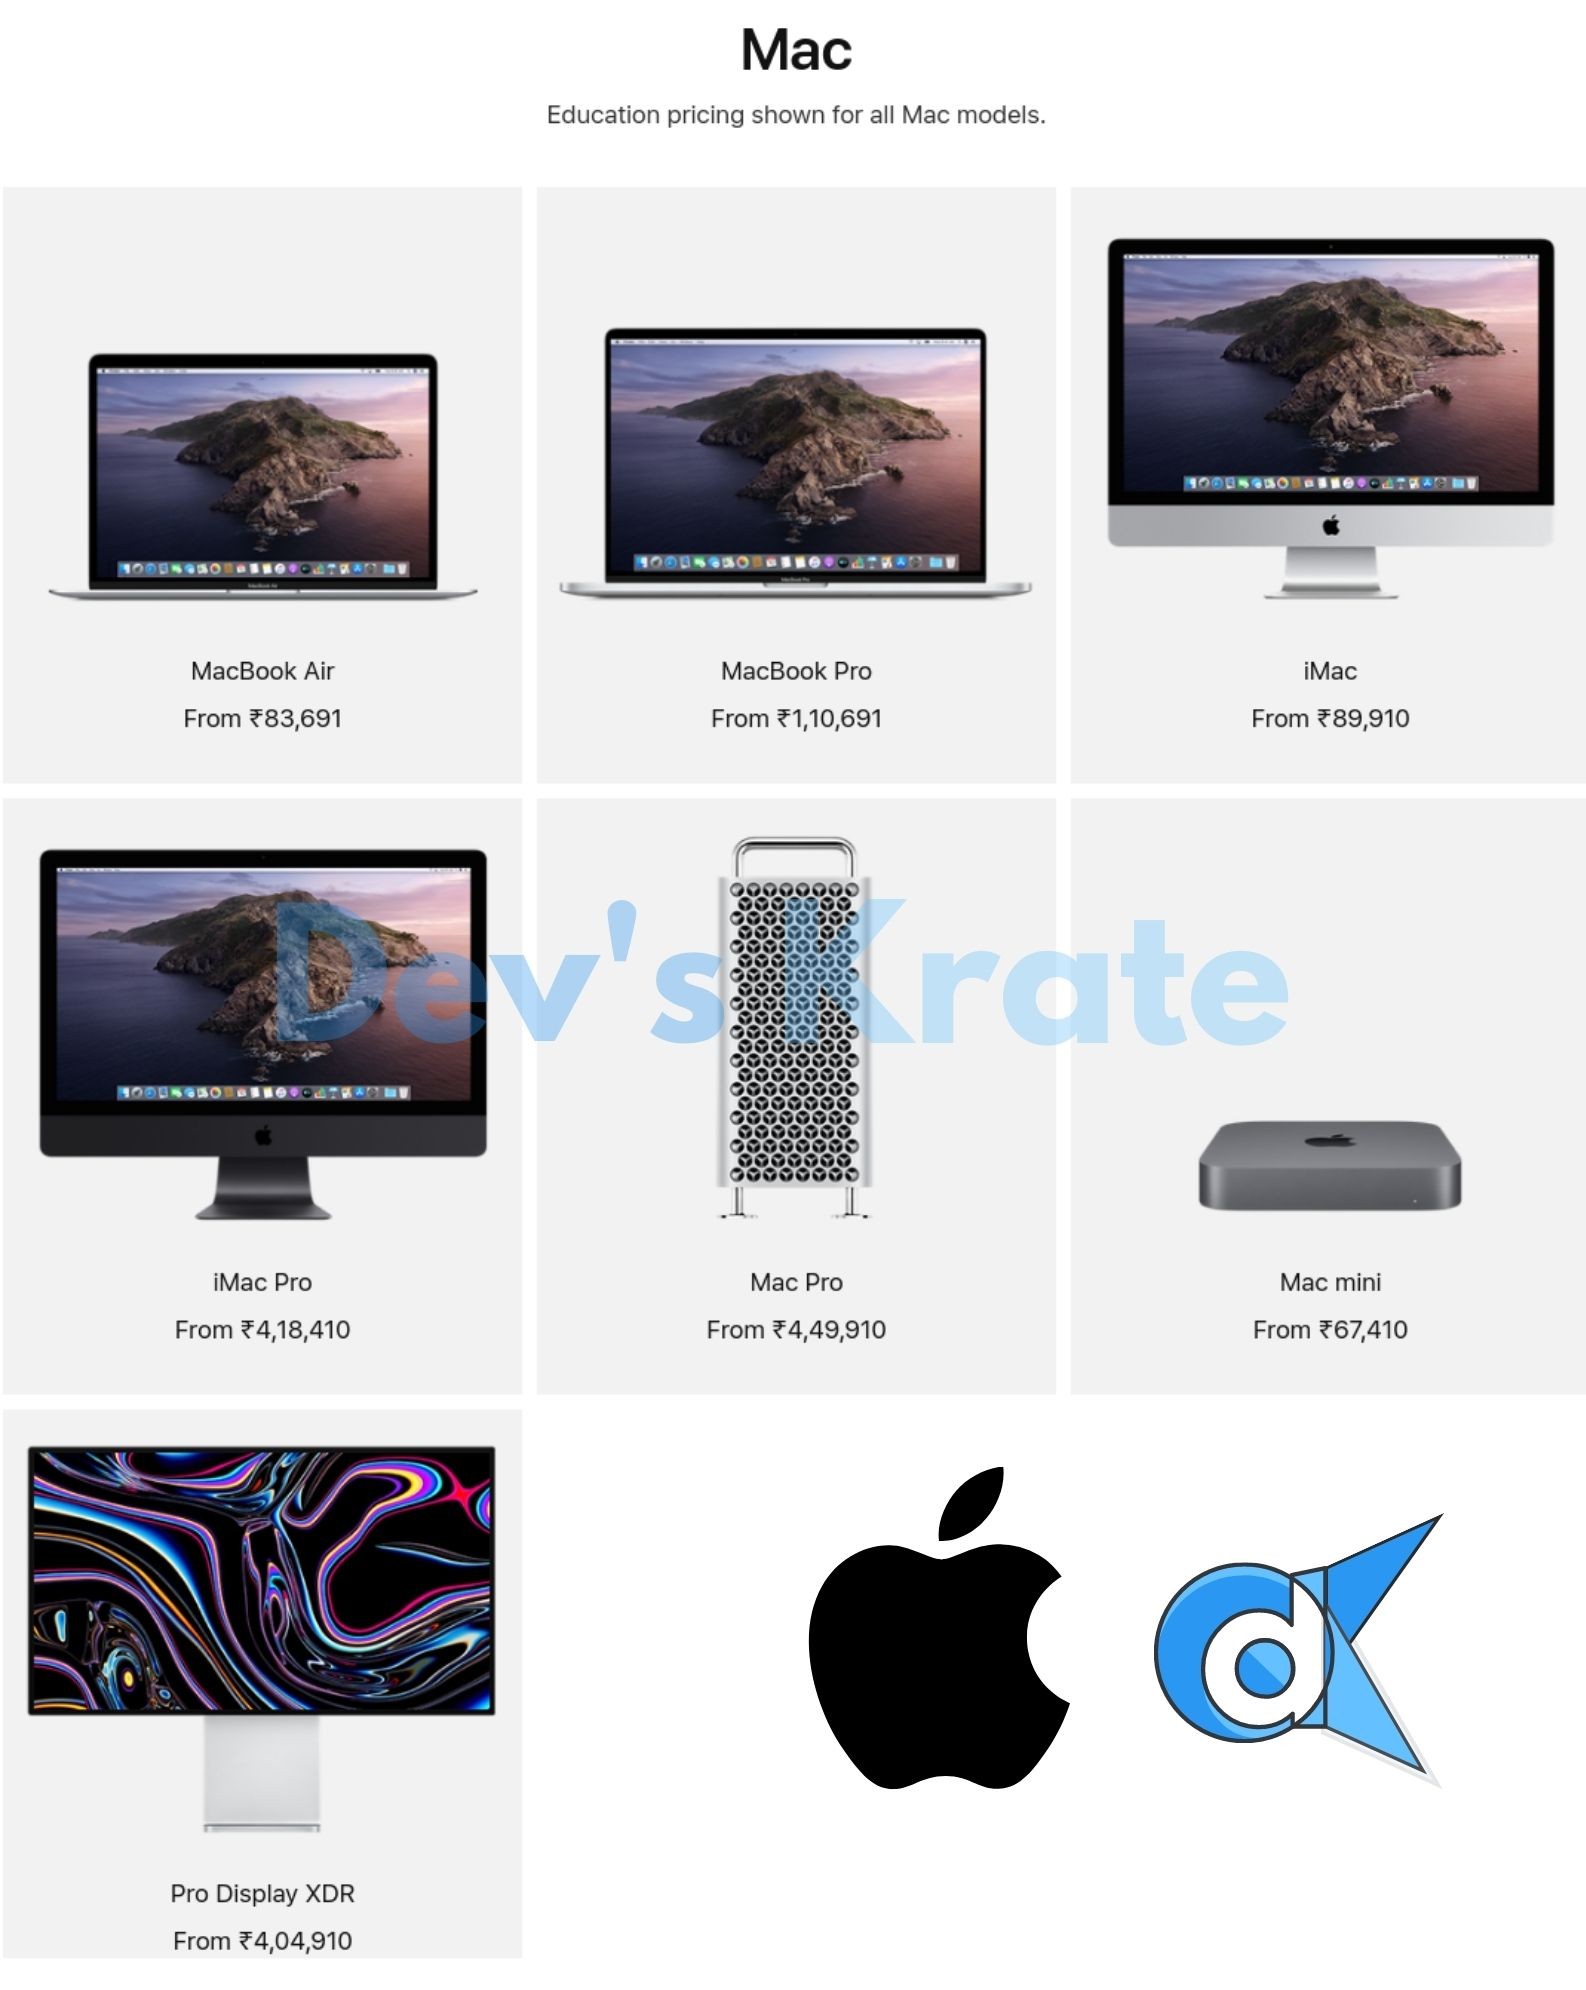 Mac
Education pricing shown for all Mac models.
MacBook Air
From ₹83,691
MacBook Pro
From ₹1,10,691
iMac
From ₹89,910
Dev's Krate
iMac Pro
From ₹4,18,410
Mac Pro
From ₹4,49,910
Mac mini
From ₹67,410
Pro Display XDR
From ₹4,04,910